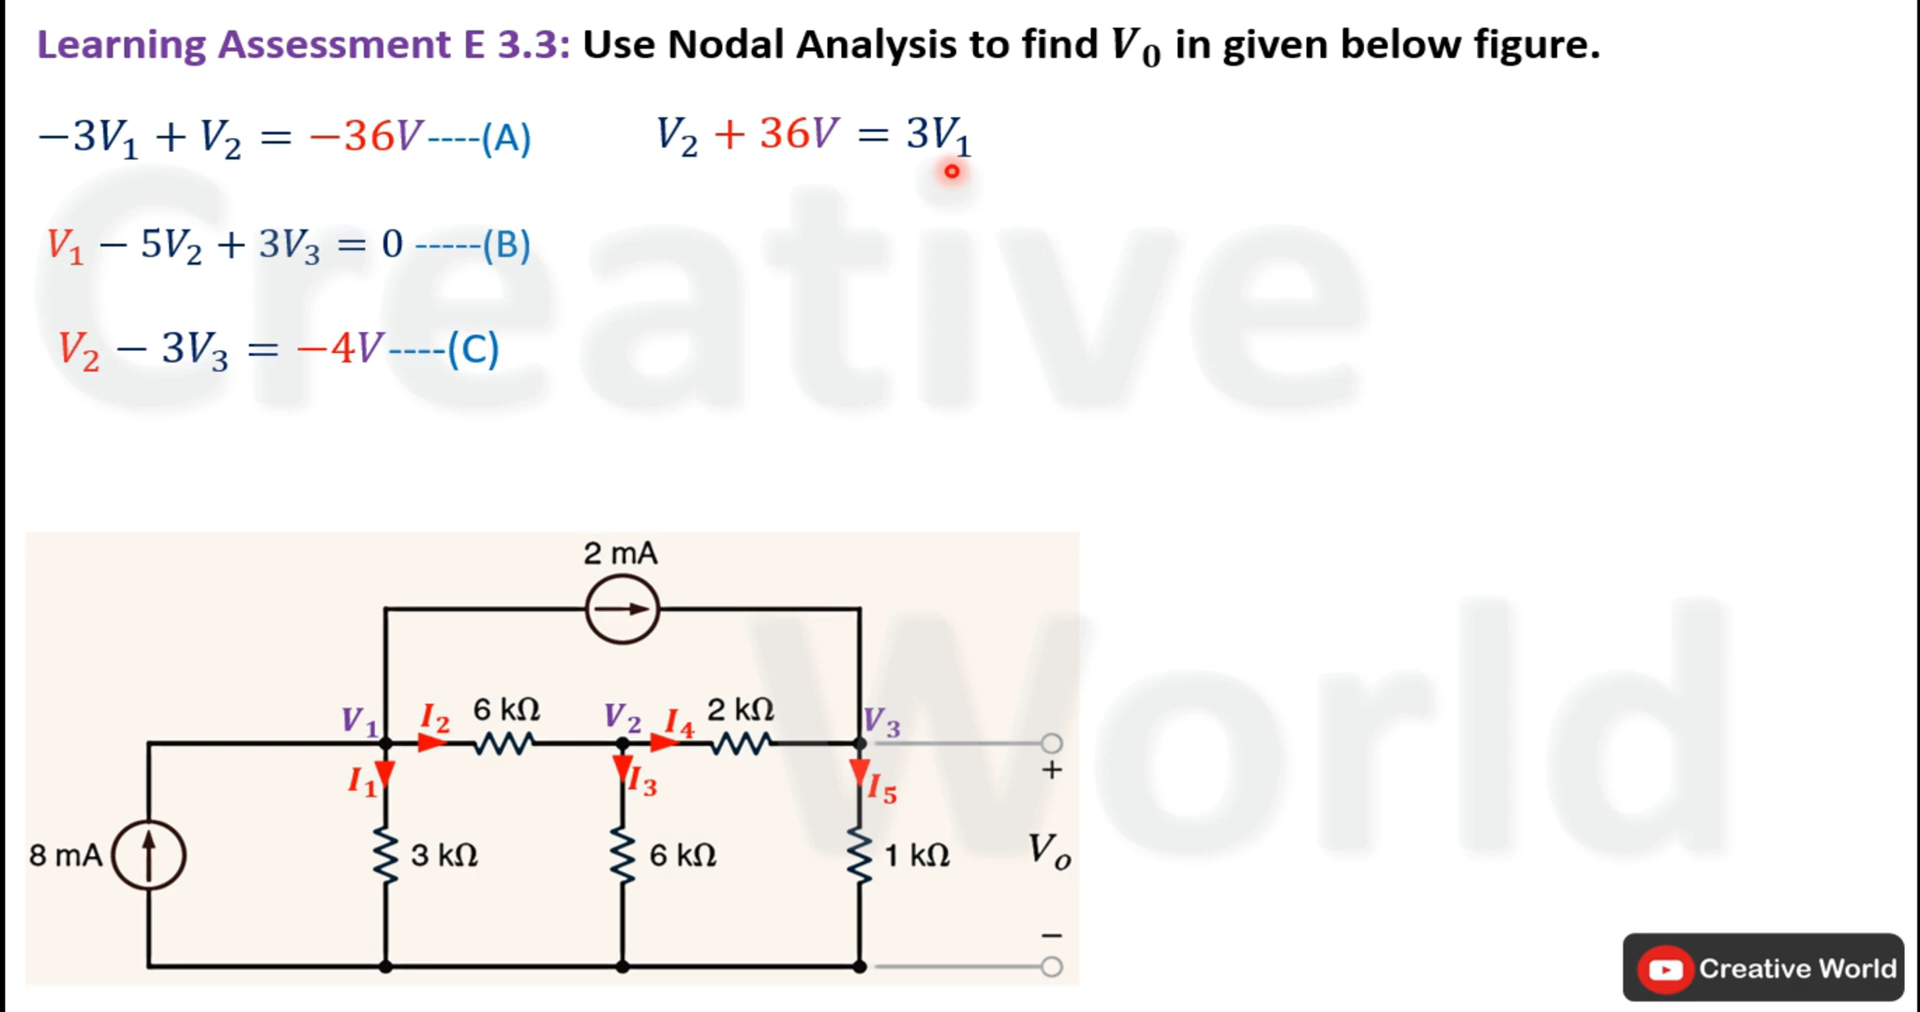 Learning Assessment E 3.3: Use Nodal Analysis to find V₀ in given below figure.
−3V₁ + V₂ = −36V----(A)
V₂ + 36V = 3V₁
V₁ − 5V₂ + 3V₃ = 0 -----(B)
V₂ − 3V₃ = −4V----(C)
Creative
World
2 mA
V₁ I₂ 6 kΩ V₂ I₄ 2 kΩ V₃
I₁ I₃ I₅ +
8 mA 3 kΩ 6 kΩ 1 kΩ Vₒ
−
Creative World